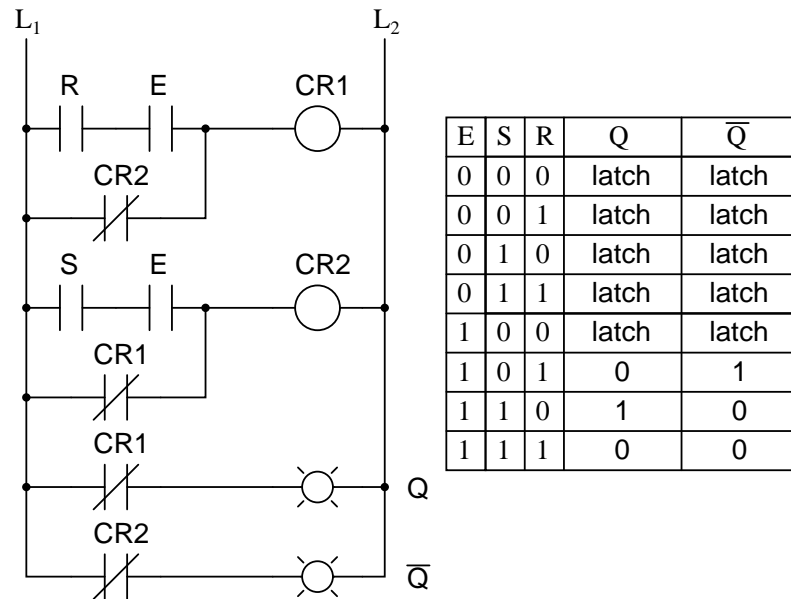 L₁ L₂
R E CR1
CR2
S E CR2
CR1
CR1
Q
CR2
Q̅
E S R Q Q̅
0 0 0 latch latch
0 0 1 latch latch
0 1 0 latch latch
0 1 1 latch latch
1 0 0 latch latch
1 0 1 0 1
1 1 0 1 0
1 1 1 0 0